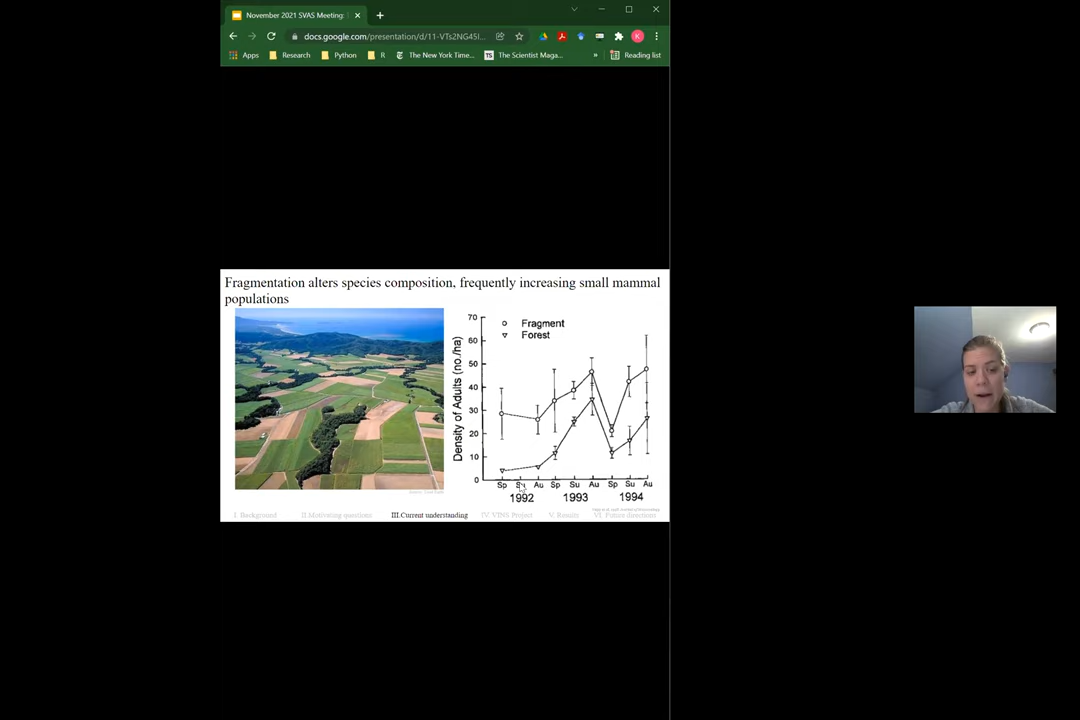 November 2021 SVAS Meeting:
docs.google.com/presentation/d/11-VTs2NG45I...
K
Apps
Research
Python
R
The New York Time...
TS
The Scientist Maga...
»
Reading list
Fragmentation alters species composition, frequently increasing small mammal
populations
Density of Adults (no./ha)
70
60
50
40
30
20
10
0
Fragment
Forest
Sp Su Au Sp Su Au Sp Su Au
1992 1993 1994
I. Background II.Motivating questions III.Current understanding IV. VINS Project V. Results VI. Future directions